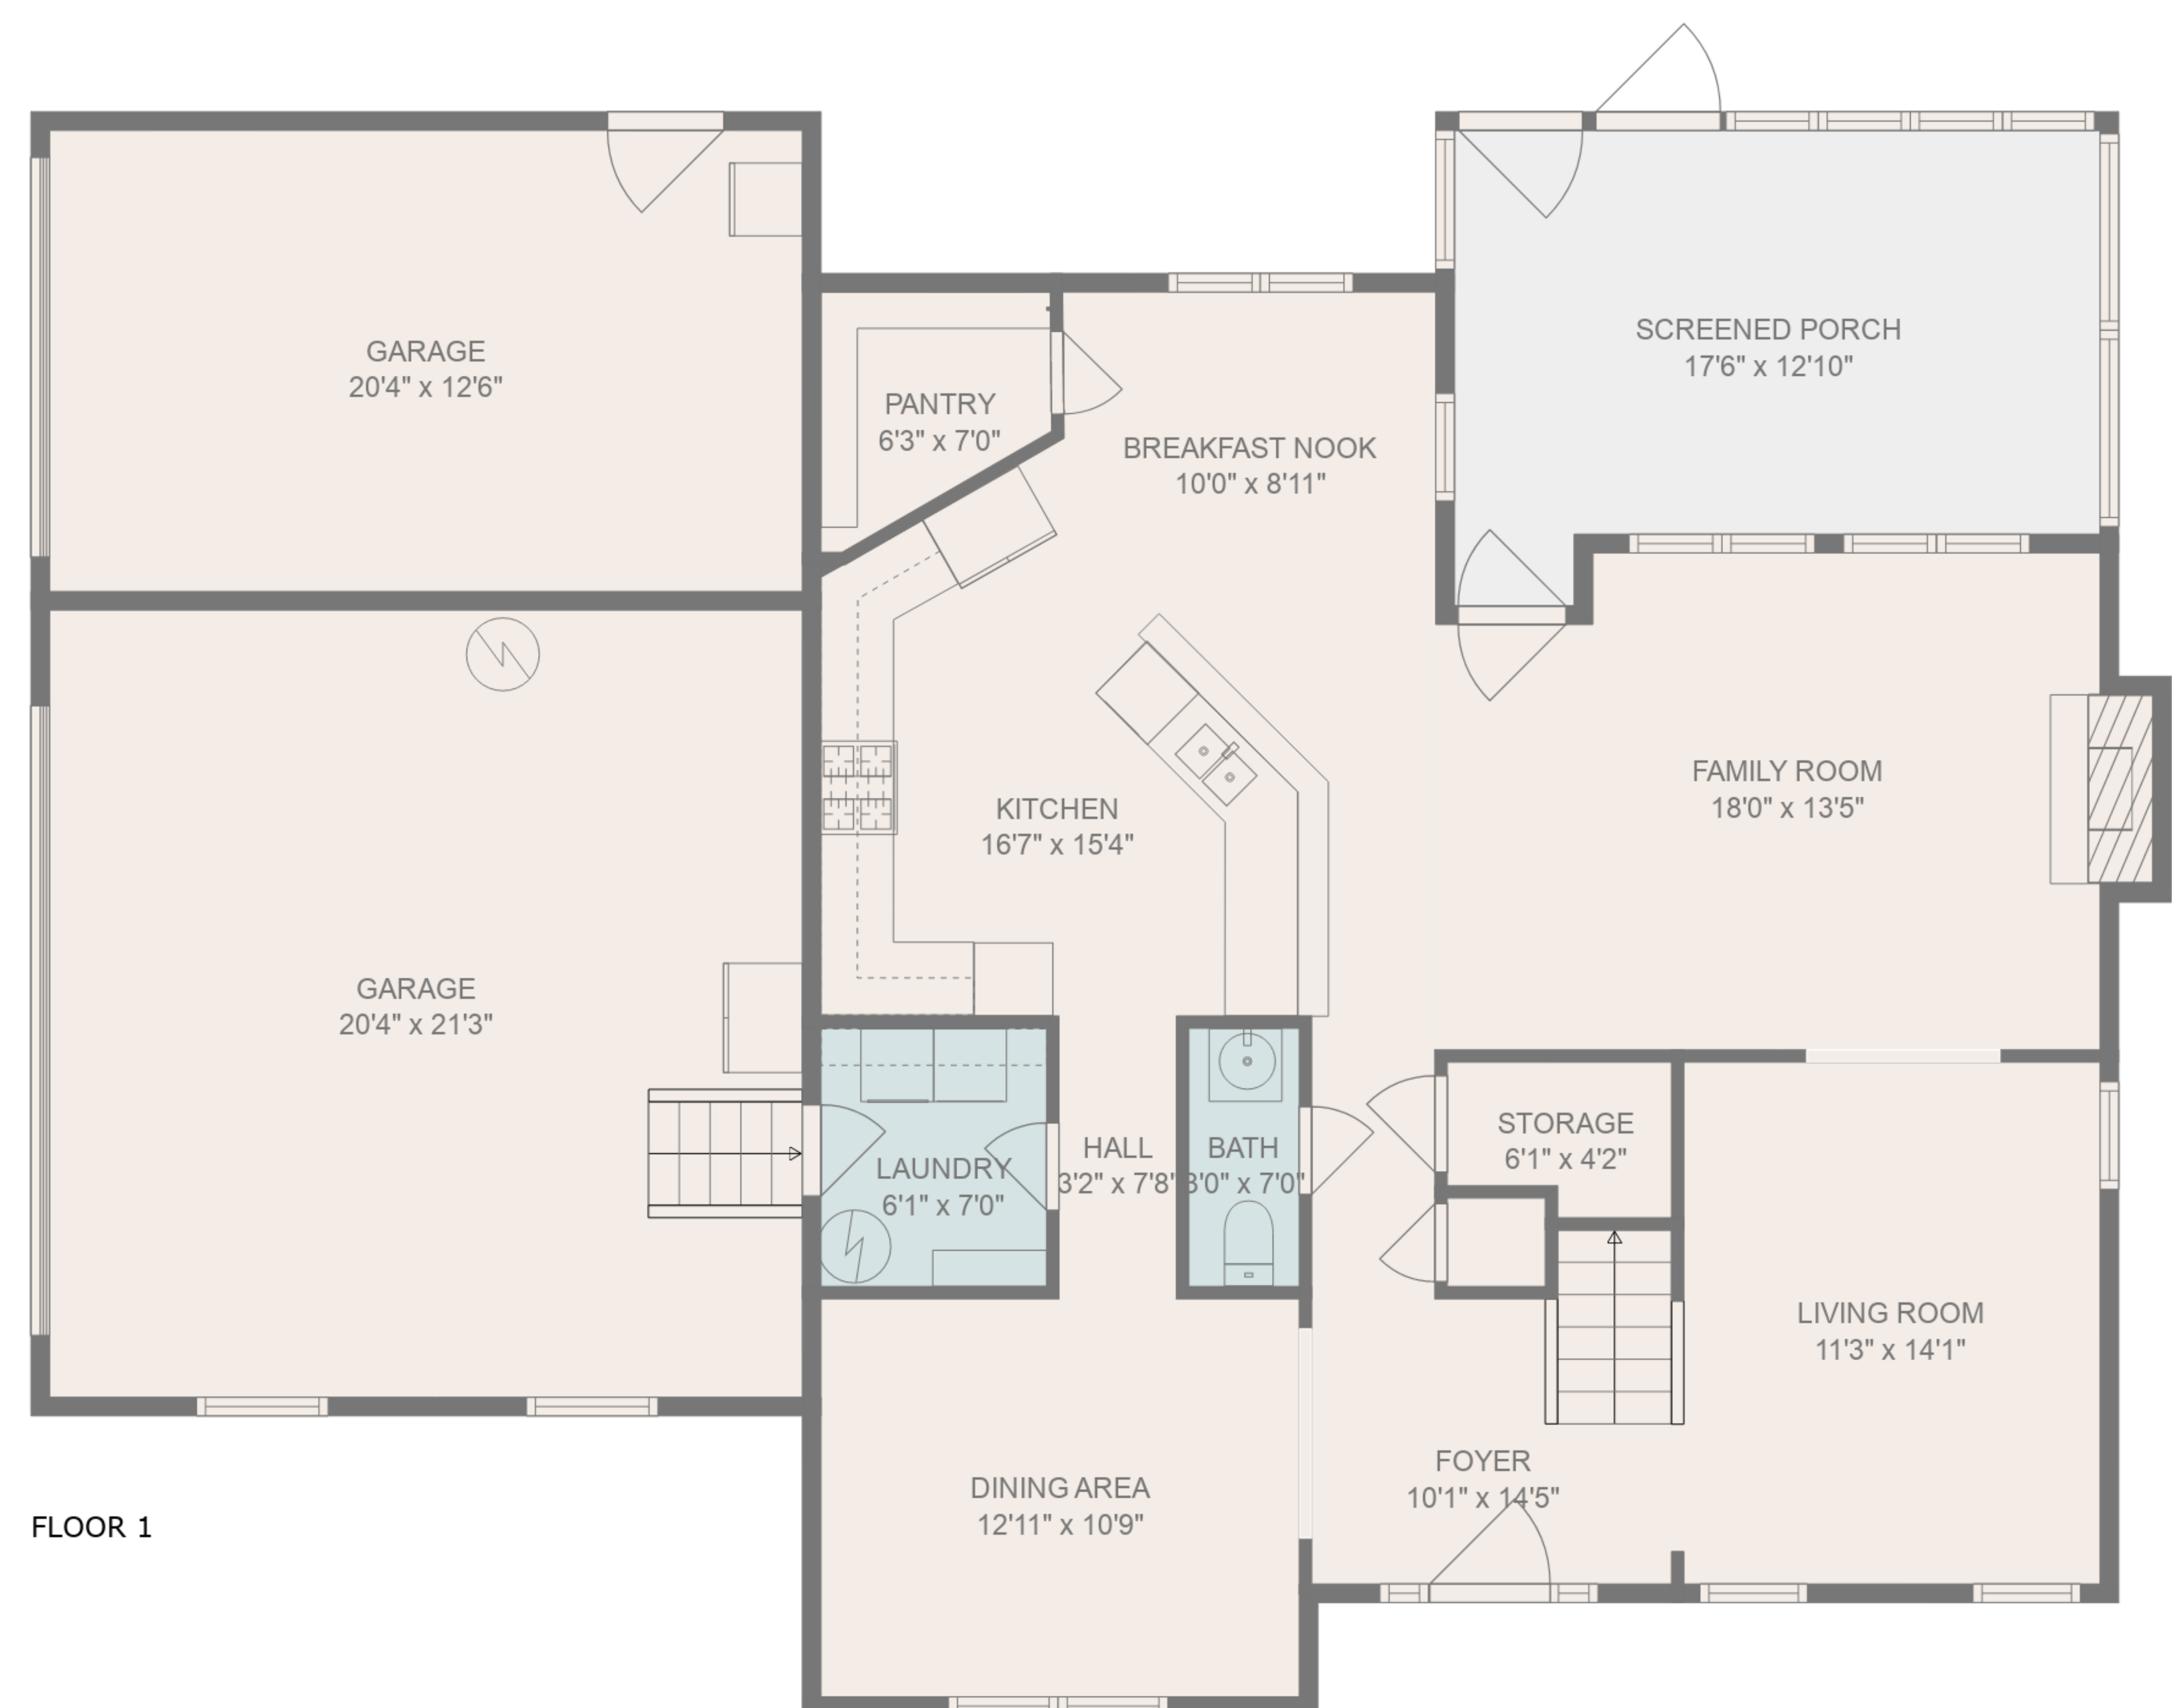 GARAGE
20'4" x 12'6"
SCREENED PORCH
17'6" x 12'10"
PANTRY
6'3" x 7'0"
BREAKFAST NOOK
10'0" x 8'11"
FAMILY ROOM
18'0" x 13'5"
KITCHEN
16'7" x 15'4"
GARAGE
20'4" x 21'3"
STORAGE
6'1" x 4'2"
HALL
3'2" x 7'8"
BATH
3'0" x 7'0"
LAUNDRY
6'1" x 7'0"
LIVING ROOM
11'3" x 14'1"
FOYER
10'1" x 14'5"
DINING AREA
12'11" x 10'9"
FLOOR 1